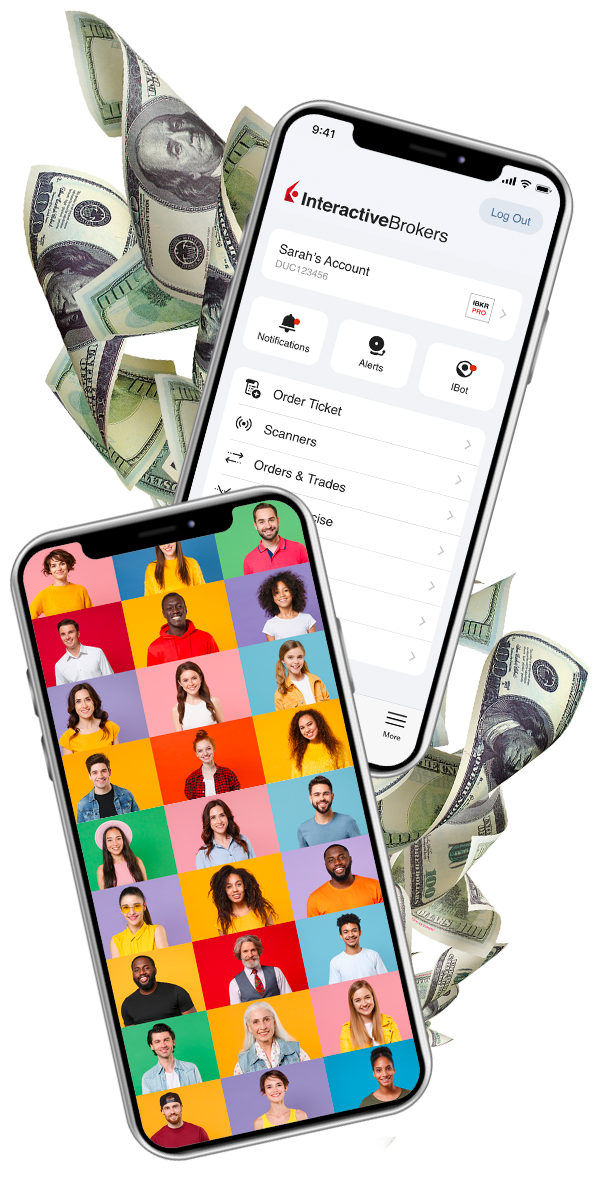 9:41
InteractiveBrokers
Log Out
Sarah's Account
DUC123456
IBKR
PRO
Notifications
Alerts
IBot
Order Ticket
Scanners
Orders & Trades
cise
More
100
100